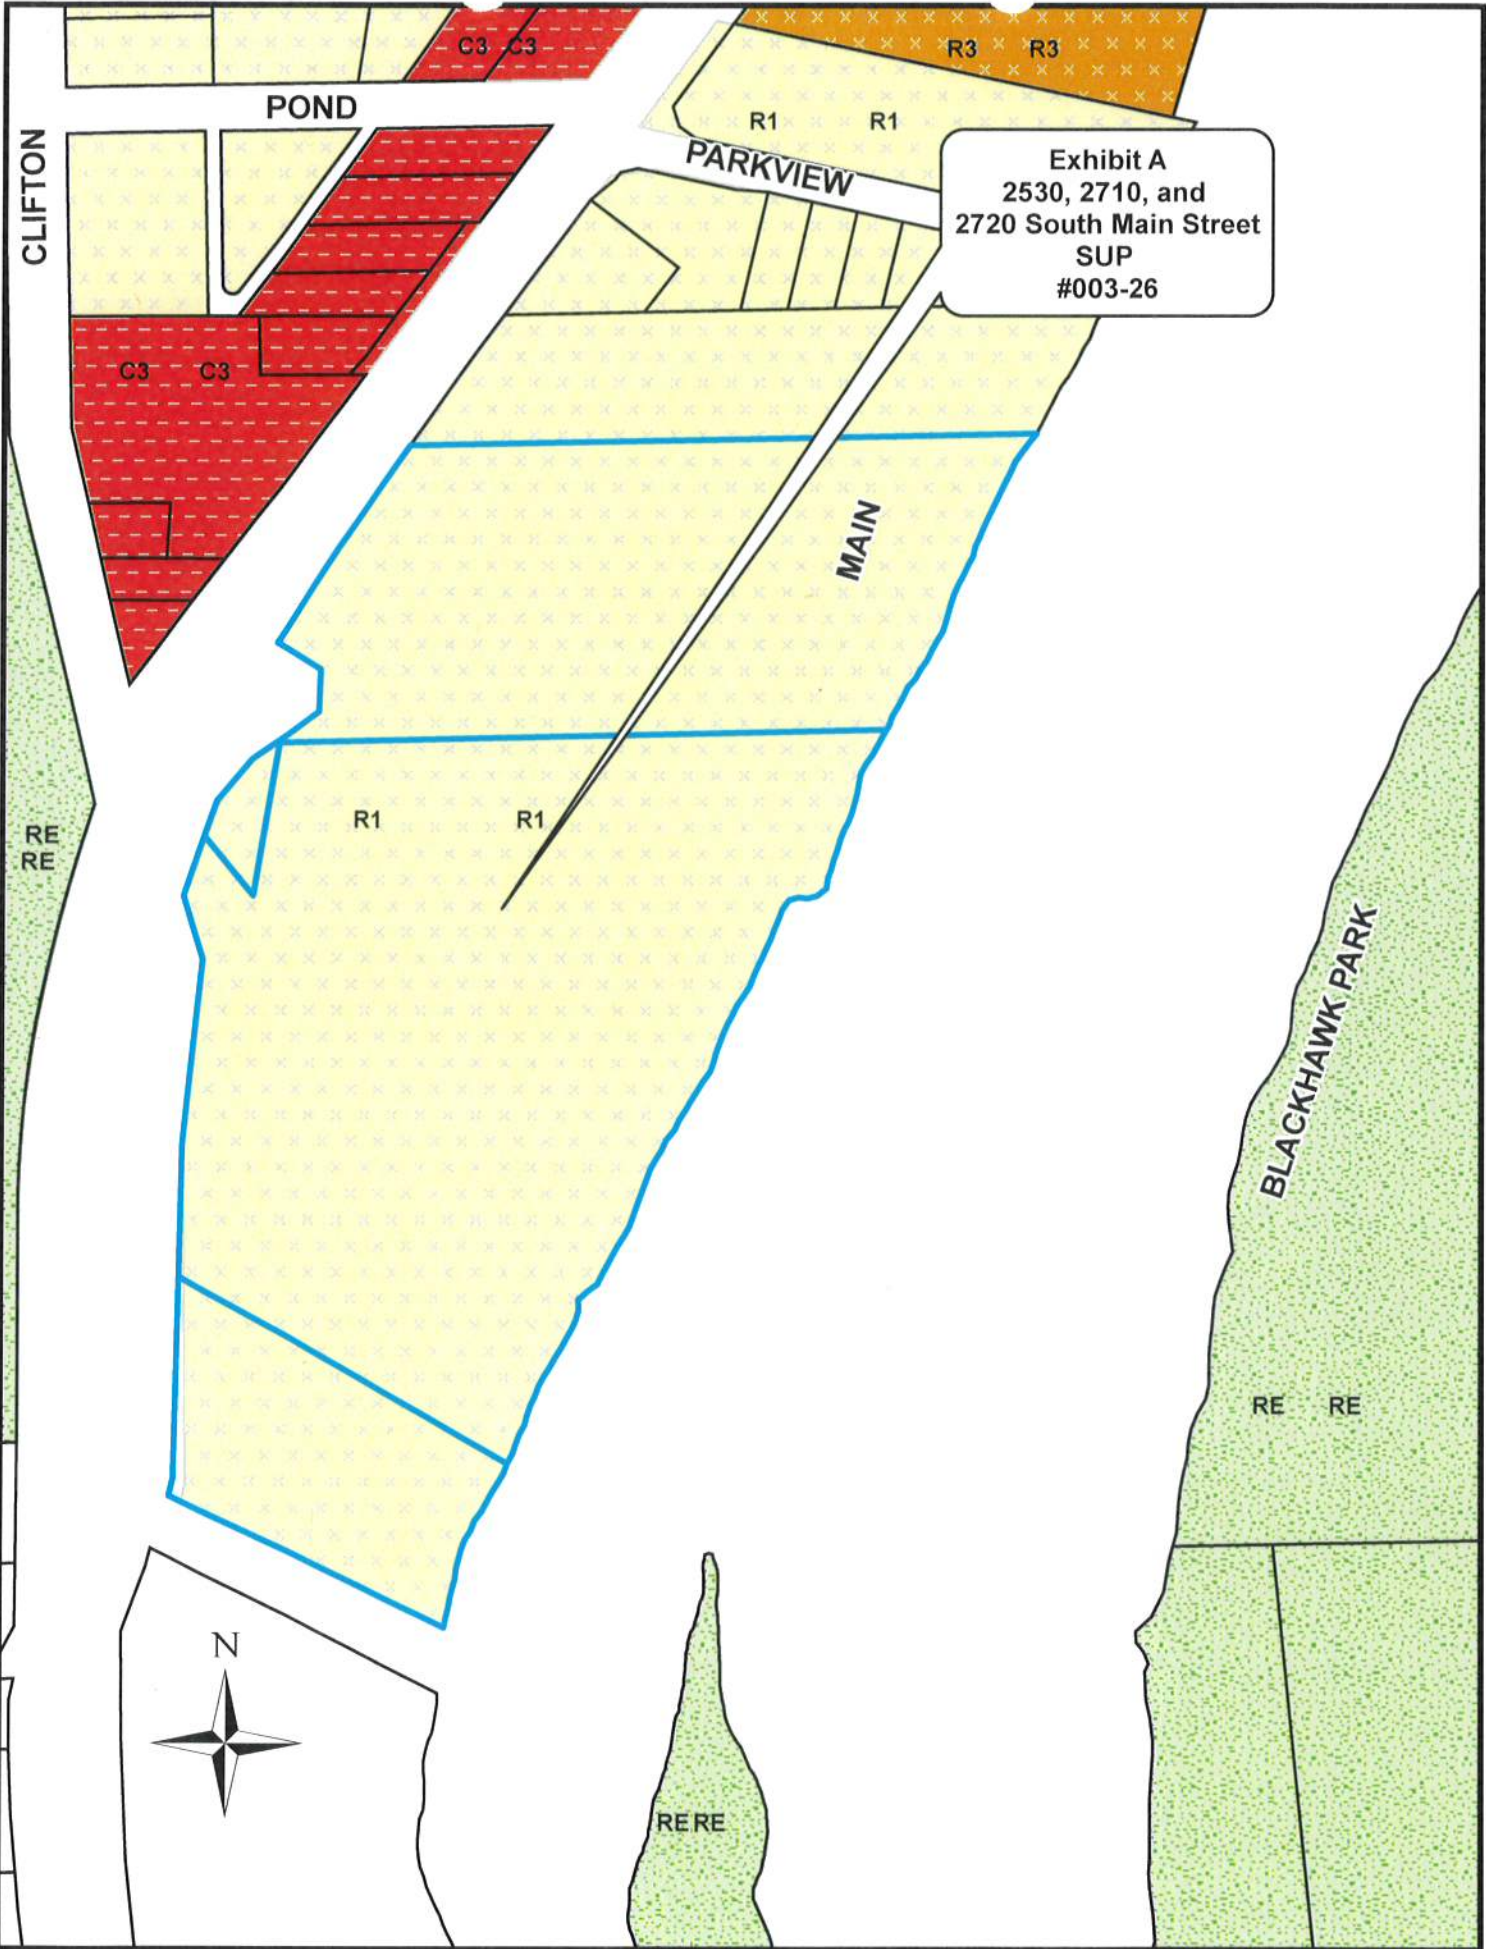 C3 C3
R3 R3
POND
R1 R1
CLIFTON
PARKVIEW
Exhibit A
2530, 2710, and
2720 South Main Street
SUP
#003-26
C3 C3
MAIN
R1 R1
RE
RE
BLACKHAWK PARK
RE RE
N
RE RE